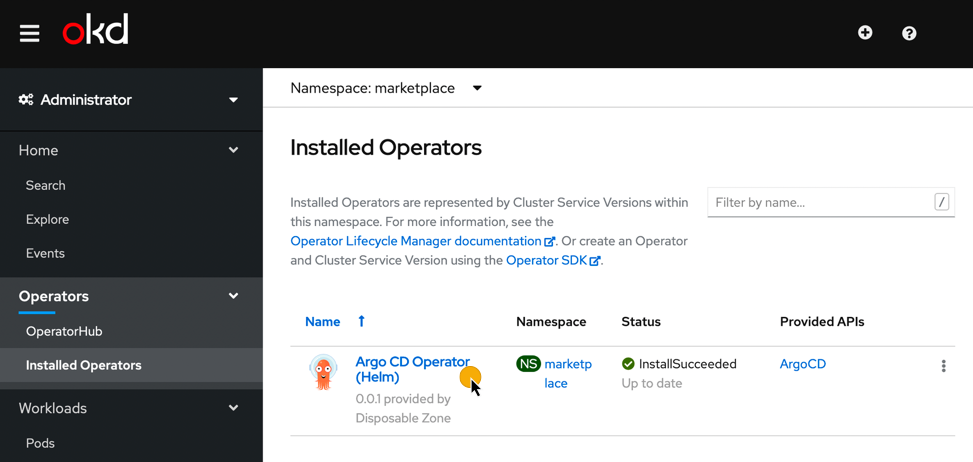 okd
Administrator
Home
Search
Explore
Events
Operators
OperatorHub
Installed Operators
Workloads
Pods
Namespace: marketplace
Installed Operators
Installed Operators are represented by Cluster Service Versions within
this namespace. For more information, see the
Operator Lifecycle Manager documentation. Or create an Operator
and Cluster Service Version using the Operator SDK.
Filter by name...
/
Name Namespace Status Provided APIs
Argo CD Operator
(Helm)
0.0.1 provided by
Disposable Zone
NS marketp
lace
InstallSucceeded
Up to date
ArgoCD